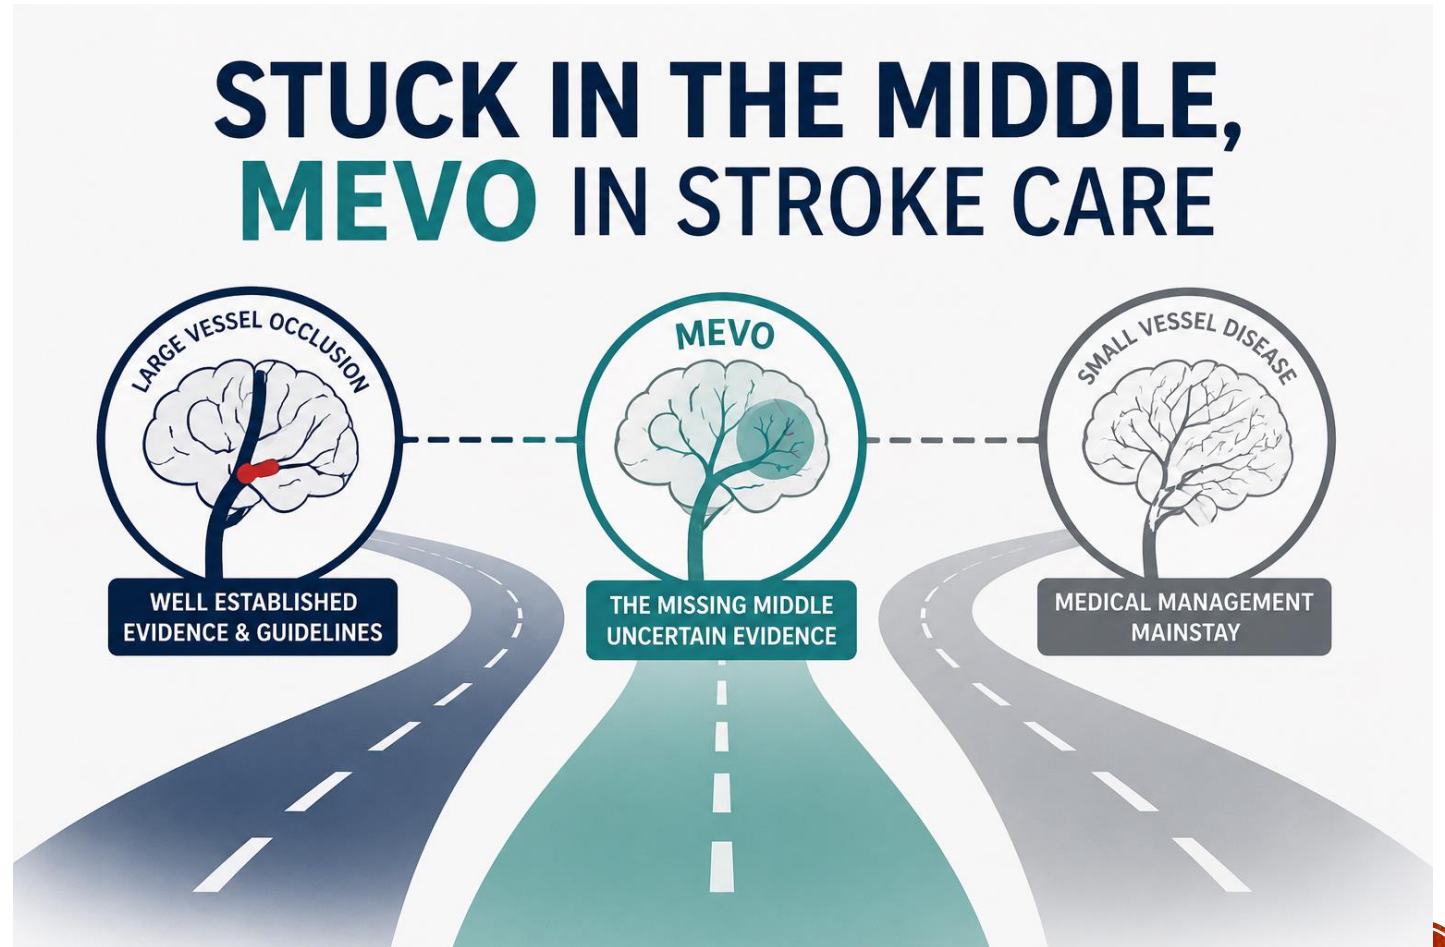 STUCK IN THE MIDDLE,
MEVO IN STROKE CARE
LARGE VESSEL OCCLUSION
WELL ESTABLISHED
EVIDENCE & GUIDELINES
MEVO
THE MISSING MIDDLE
UNCERTAIN EVIDENCE
SMALL VESSEL DISEASE
MEDICAL MANAGEMENT
MAINSTAY